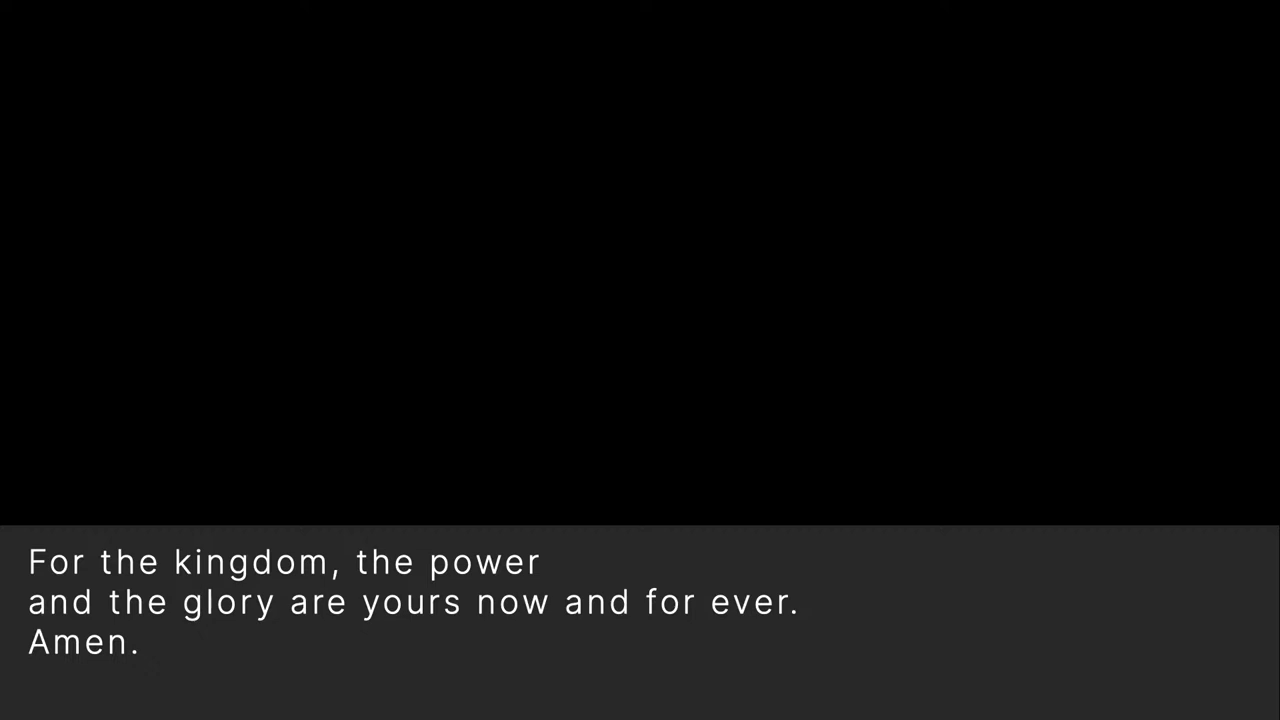 For the kingdom, the power
and the glory are yours now and for ever.
Amen.